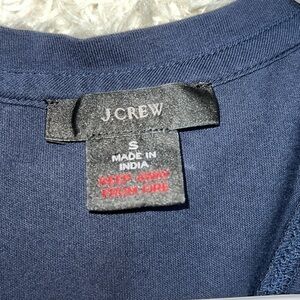 J.CREW
S
MADE IN
INDIA
KEEP AWAY
FROM FIRE